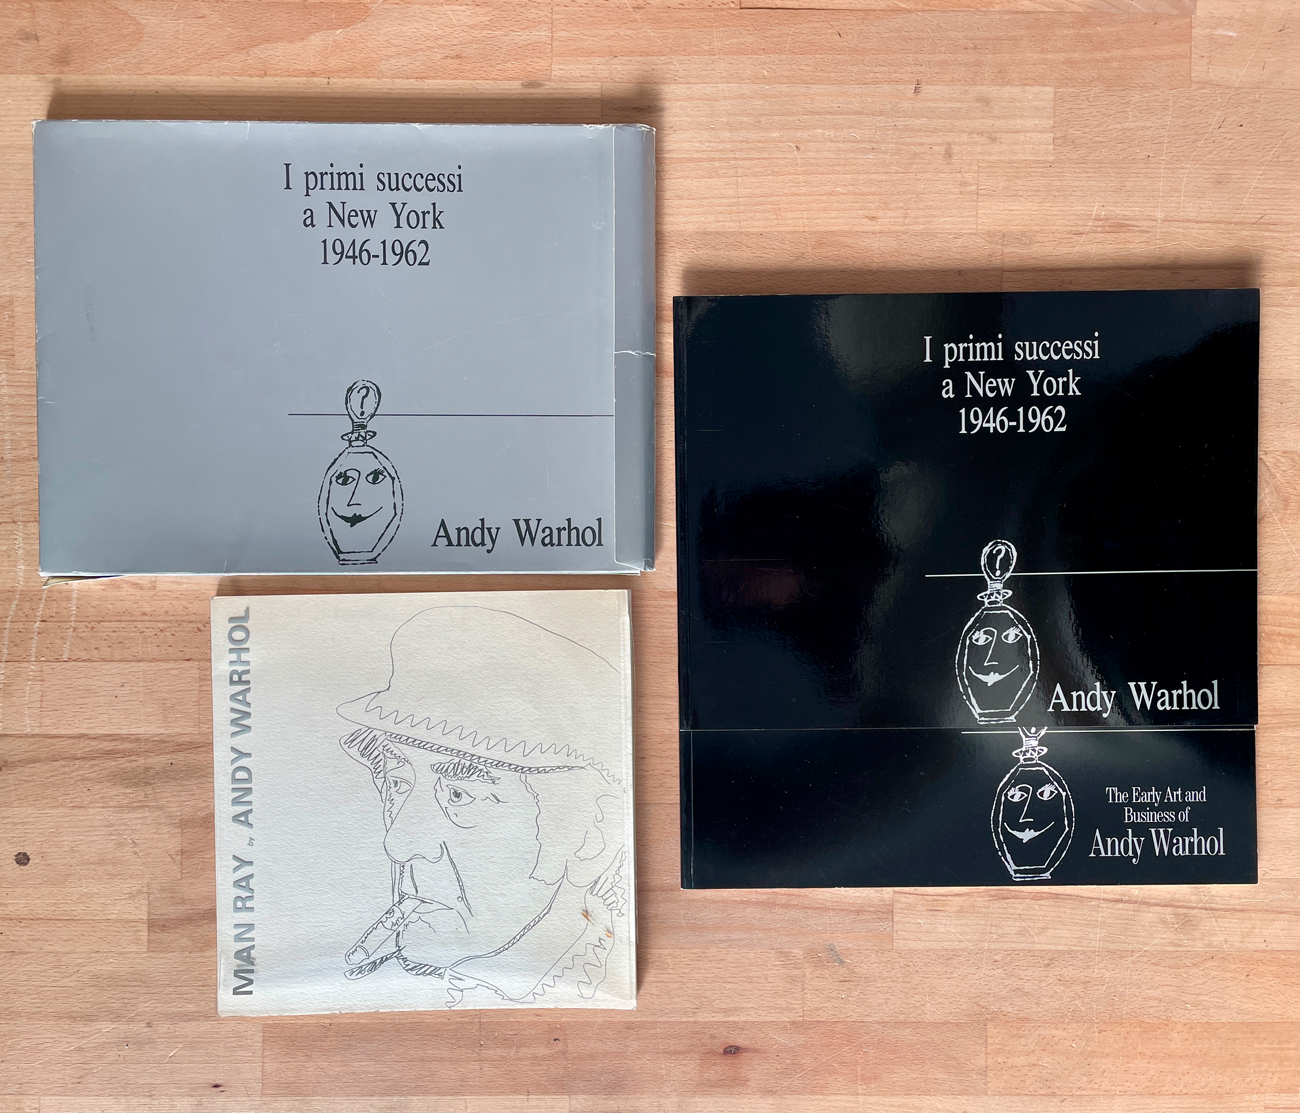 I primi successi
a New York
1946-1962
?
Andy Warhol
MAN RAY by ANDY WARHOL
I primi successi
a New York
1946-1962
?
Andy Warhol
The Early Art and
Business of
Andy Warhol